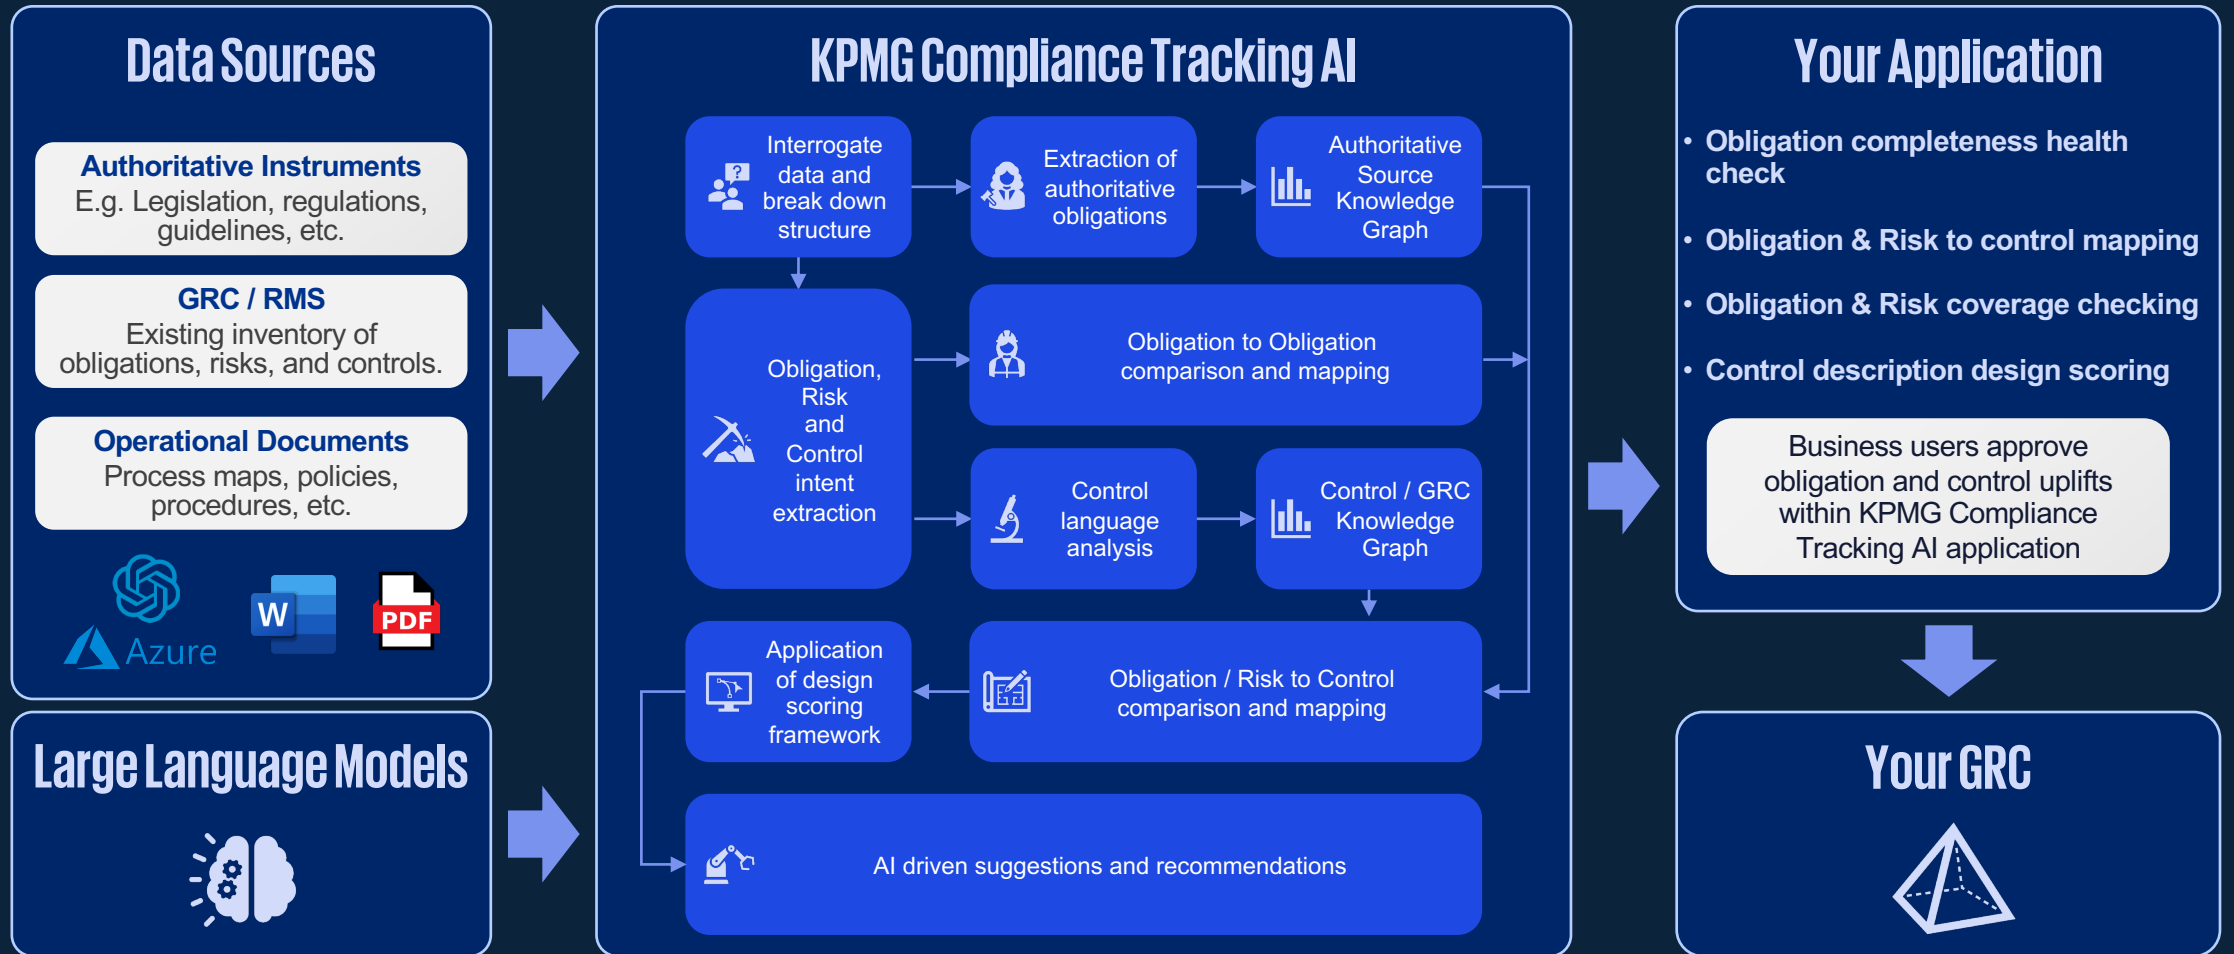 Data Sources
Authoritative Instruments
E.g. Legislation, regulations,
guidelines, etc.
GRC / RMS
Existing inventory of
obligations, risks, and controls.
Operational Documents
Process maps, policies,
procedures, etc.
Azure
W
PDF
Large Language Models
KPMG Compliance Tracking AI
Interrogate
data and
break down
structure
?
Extraction of
authoritative
obligations
Authoritative
Source
Knowledge
Graph
Obligation,
Risk
and
Control
intent
extraction
Obligation to Obligation
comparison and mapping
Control
language
analysis
Control / GRC
Knowledge
Graph
Application
of design
scoring
framework
Obligation / Risk to Control
comparison and mapping
AI driven suggestions and recommendations
Your Application
• Obligation completeness health
check
• Obligation & Risk to control mapping
• Obligation & Risk coverage checking
• Control description design scoring
Business users approve
obligation and control uplifts
within KPMG Compliance
Tracking AI application
Your GRC